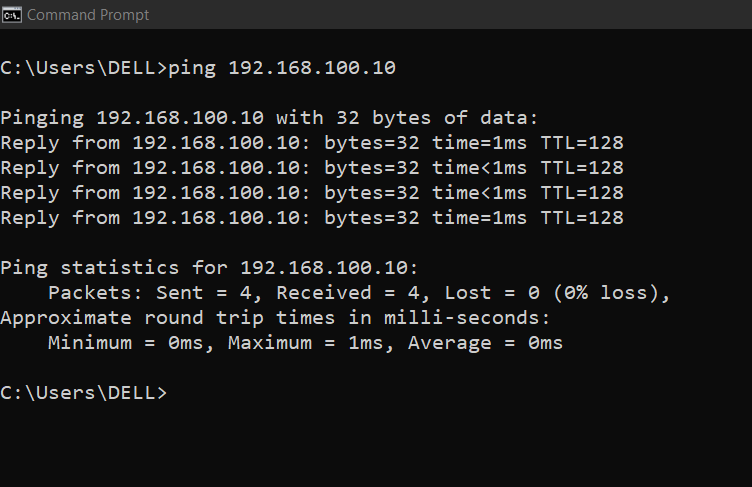 Command Prompt
C:\Users\DELL>ping 192.168.100.10
Pinging 192.168.100.10 with 32 bytes of data:
Reply from 192.168.100.10: bytes=32 time=1ms TTL=128
Reply from 192.168.100.10: bytes=32 time<1ms TTL=128
Reply from 192.168.100.10: bytes=32 time<1ms TTL=128
Reply from 192.168.100.10: bytes=32 time=1ms TTL=128
Ping statistics for 192.168.100.10:
    Packets: Sent = 4, Received = 4, Lost = 0 (0% loss),
Approximate round trip times in milli-seconds:
    Minimum = 0ms, Maximum = 1ms, Average = 0ms
C:\Users\DELL>